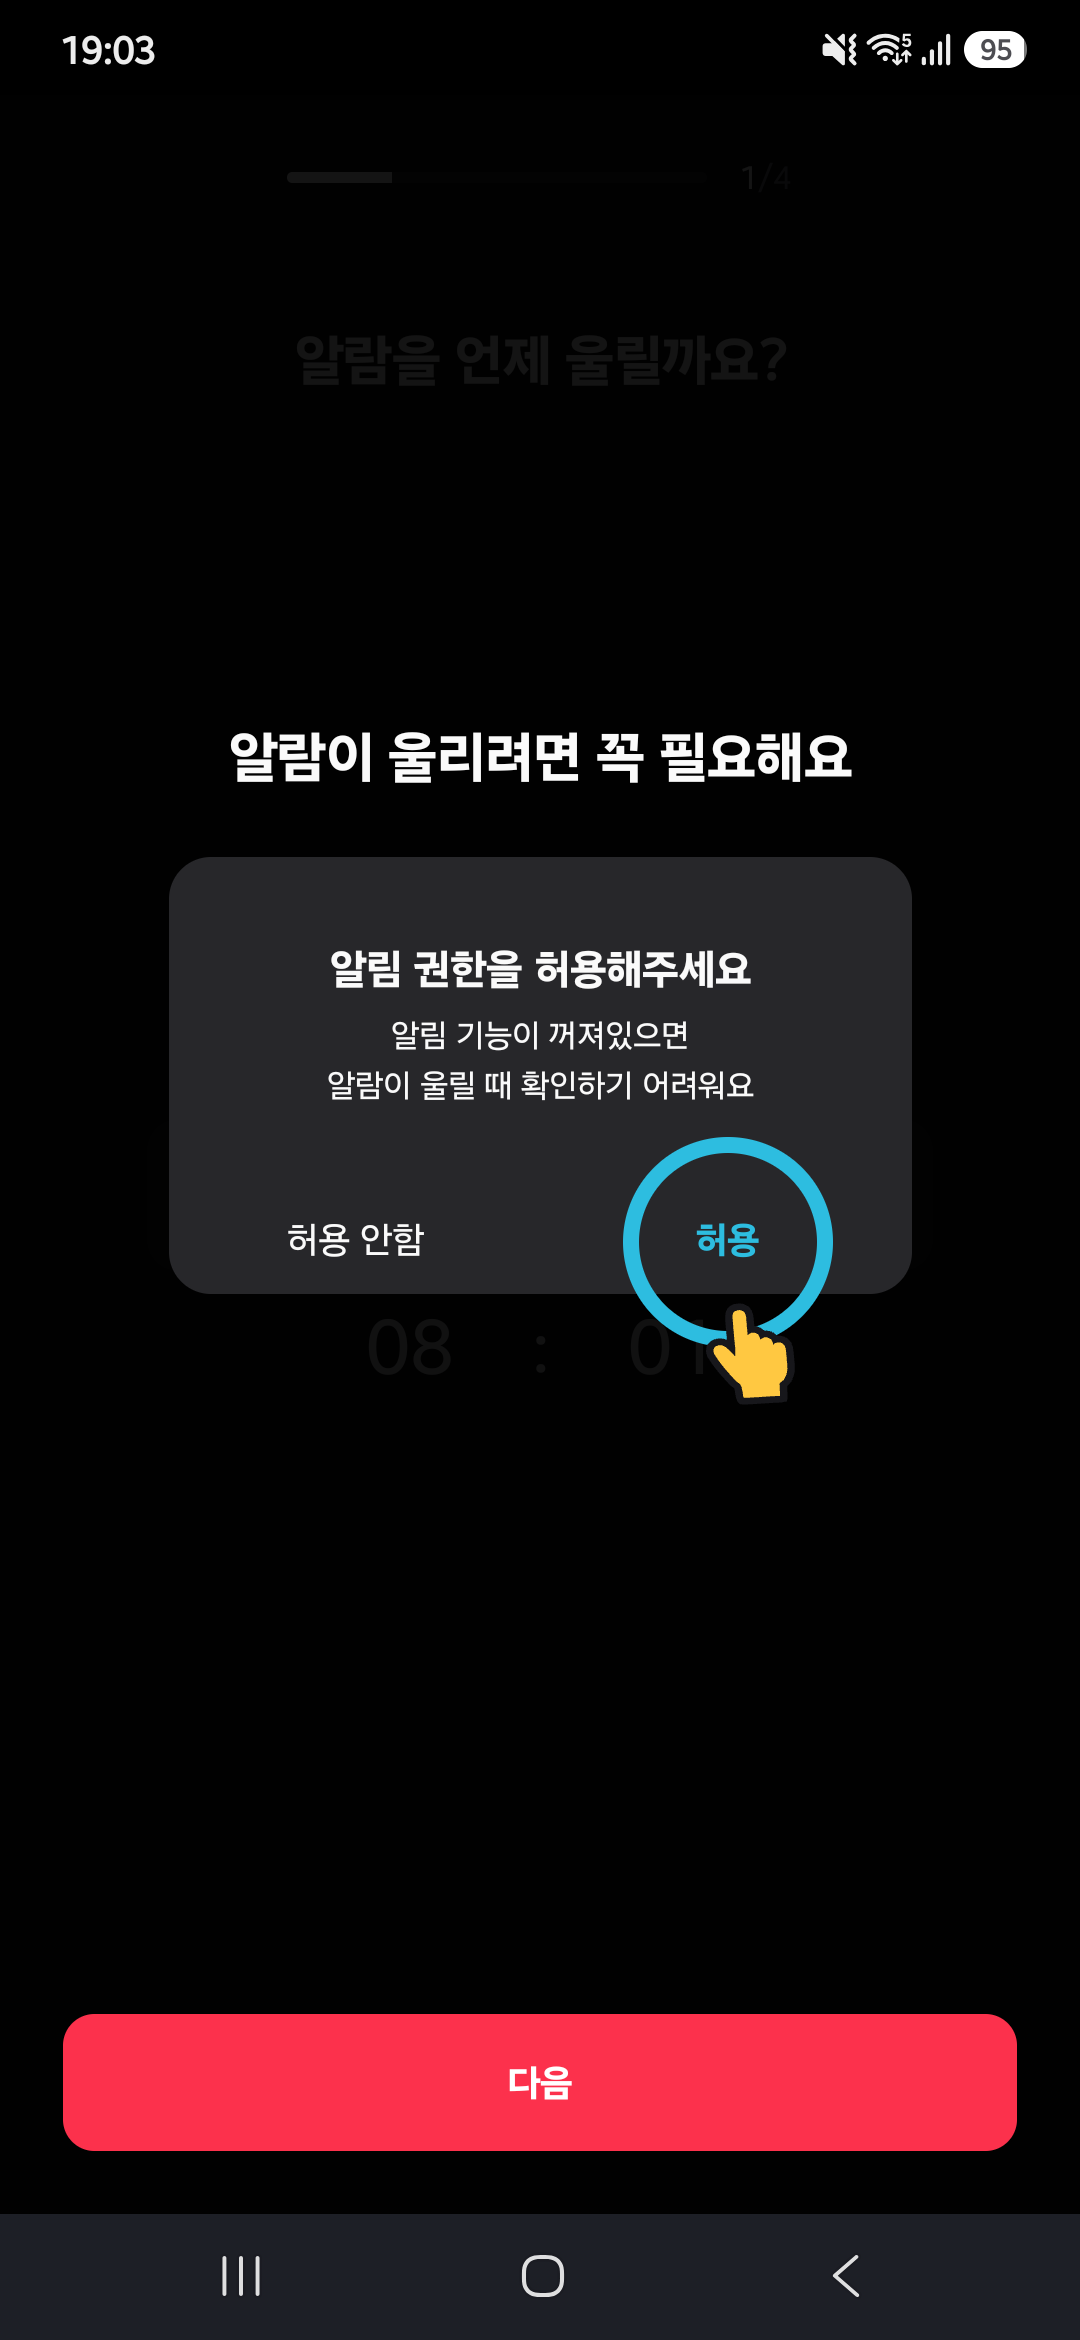 19:03
5
95
1/4
알람을 언제 울릴까요?
알람이 울리려면 꼭 필요해요
알림 권한을 허용해주세요
알림 기능이 꺼져있으면
알람이 울릴 때 확인하기 어려워요
허용 안함
허용
08 : 01
다음